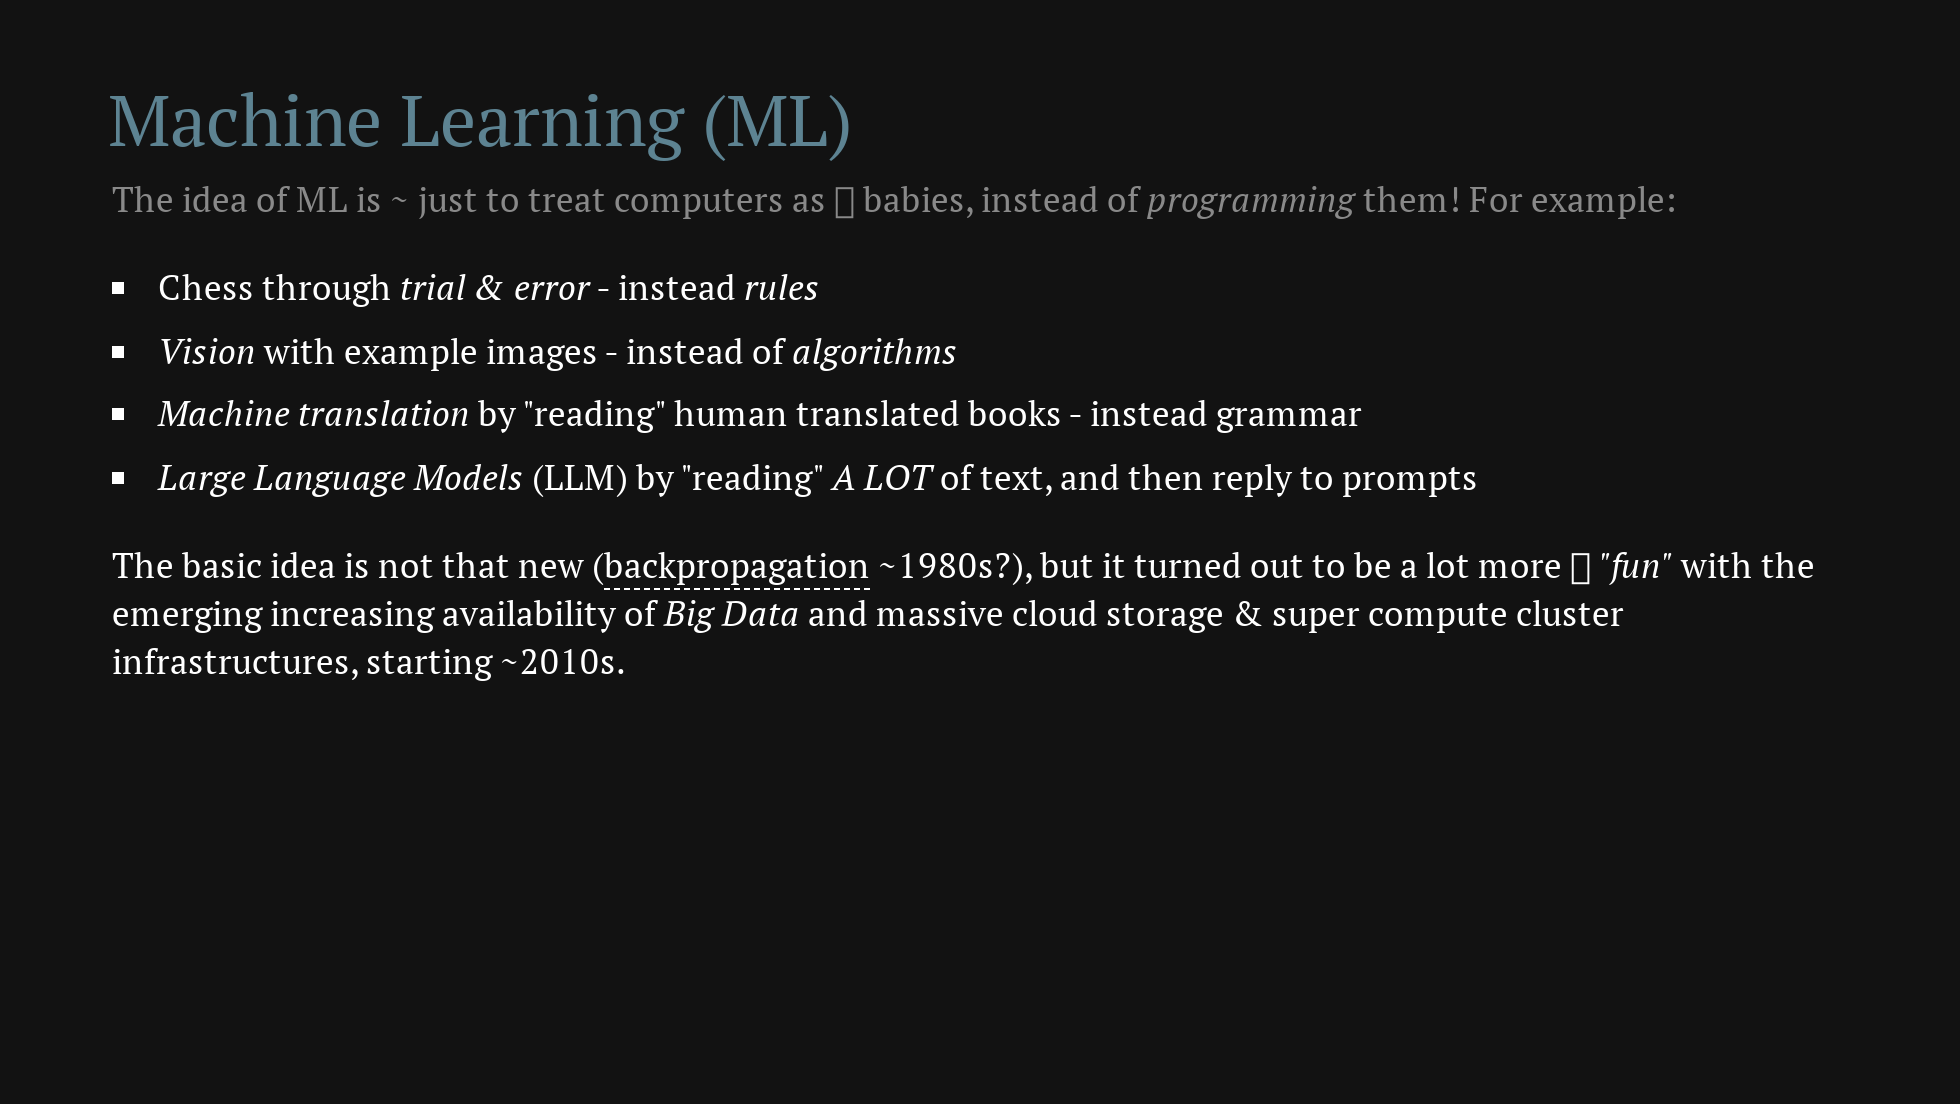 Machine Learning (ML)
The idea of ML is ~ just to treat computers as babies, instead of programming them! For example:
Chess through trial & error - instead rules
Vision with example images - instead of algorithms
Machine translation by "reading" human translated books - instead grammar
Large Language Models (LLM) by "reading" A LOT of text, and then reply to prompts
The basic idea is not that new (backpropagation ~1980s?), but it turned out to be a lot more "fun" with the
emerging increasing availability of Big Data and massive cloud storage & super compute cluster
infrastructures, starting ~2010s.